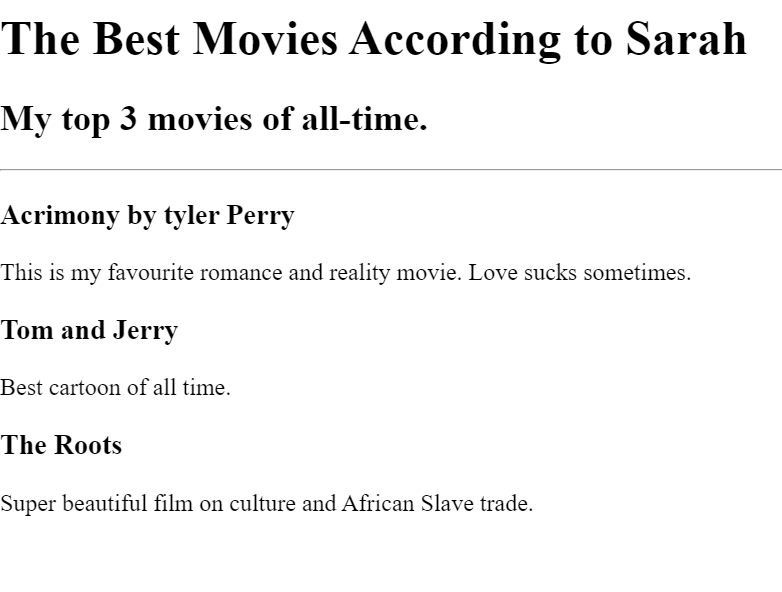 The Best Movies According to Sarah
My top 3 movies of all-time.
Acrimony by tyler Perry
This is my favourite romance and reality movie. Love sucks sometimes.
Tom and Jerry
Best cartoon of all time.
The Roots
Super beautiful film on culture and African Slave trade.